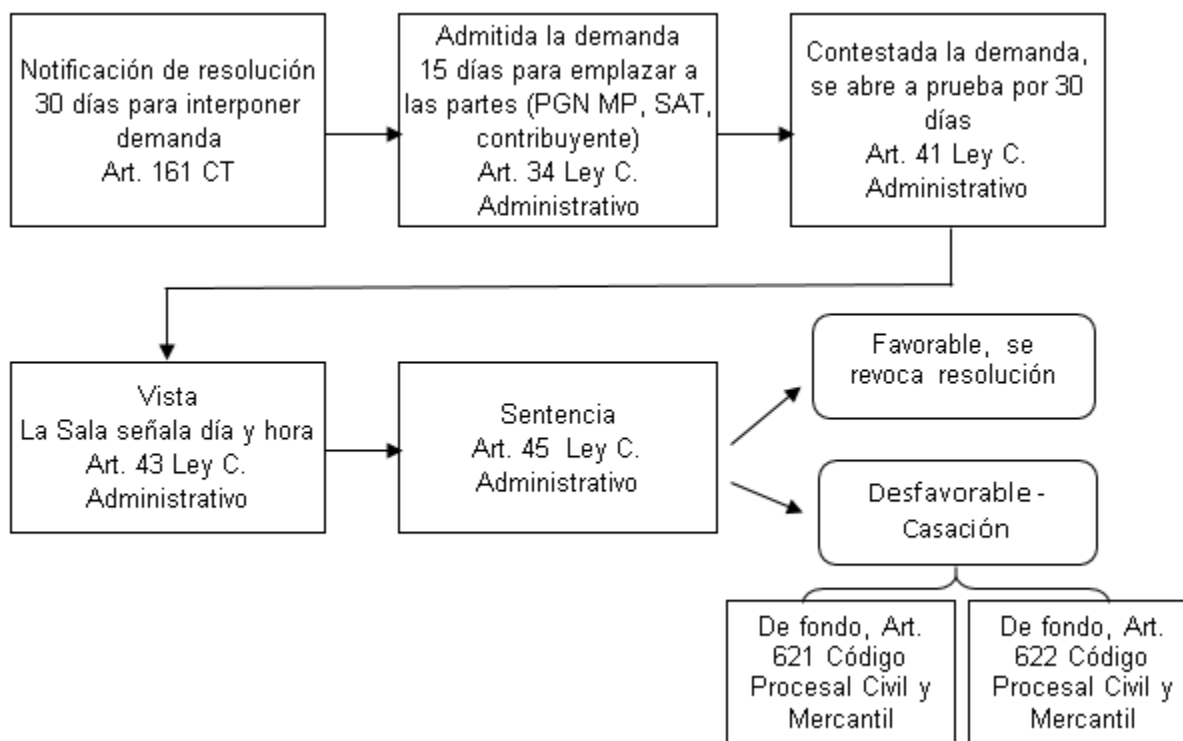 Notificación de resolución
30 días para interponer
demanda
Art. 161 CT
Admitida la demanda
15 días para emplazar a
las partes (PGN MP, SAT,
contribuyente)
Art. 34 Ley C.
Administrativo
Contestada la demanda,
se abre a prueba por 30
días
Art. 41 Ley C.
Administrativo
Vista
La Sala señala día y hora
Art. 43 Ley C.
Administrativo
Sentencia
Art. 45 Ley C.
Administrativo
Favorable, se
revoca resolución
Desfavorable -
Casación
De fondo, Art.
621 Código
Procesal Civil y
Mercantil
De fondo, Art.
622 Código
Procesal Civil y
Mercantil